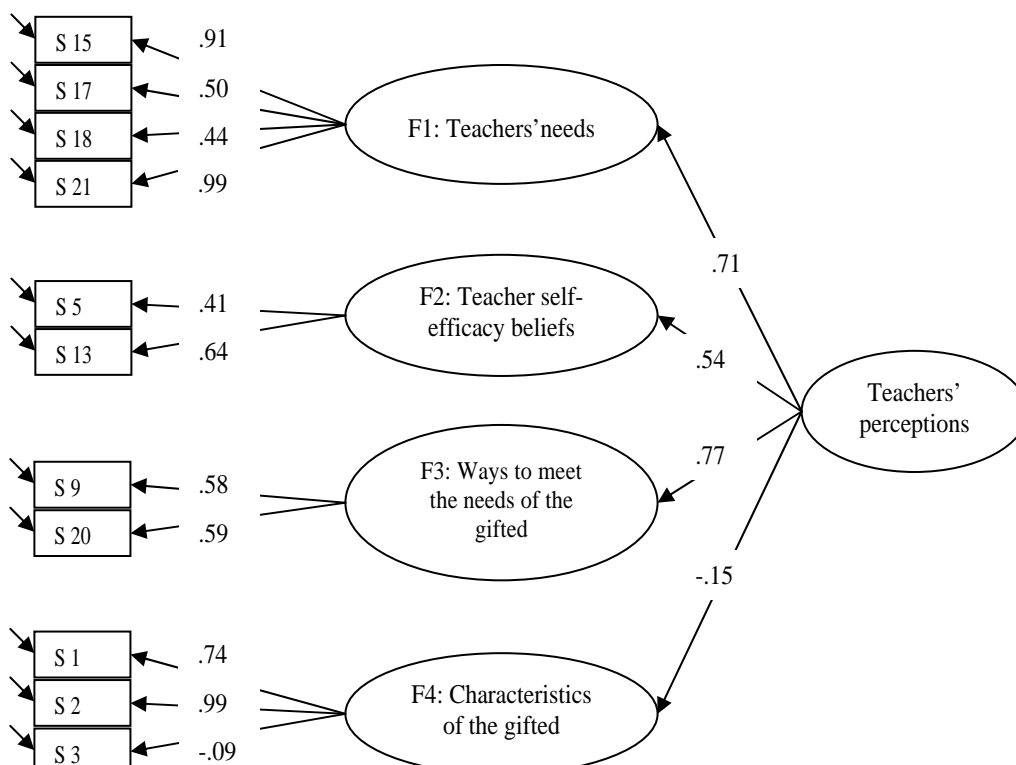 S 15
.91
S 17
.50
S 18
.44
S 21
.99
F1: Teachers'needs
.71
S 5
.41
S 13
.64
F2: Teacher self-
efficacy beliefs
.54
Teachers'
perceptions
S 9
.58
S 20
.59
F3: Ways to meet
the needs of the
gifted
.77
-.15
S 1
.74
S 2
.99
S 3
-.09
F4: Characteristics
of the gifted